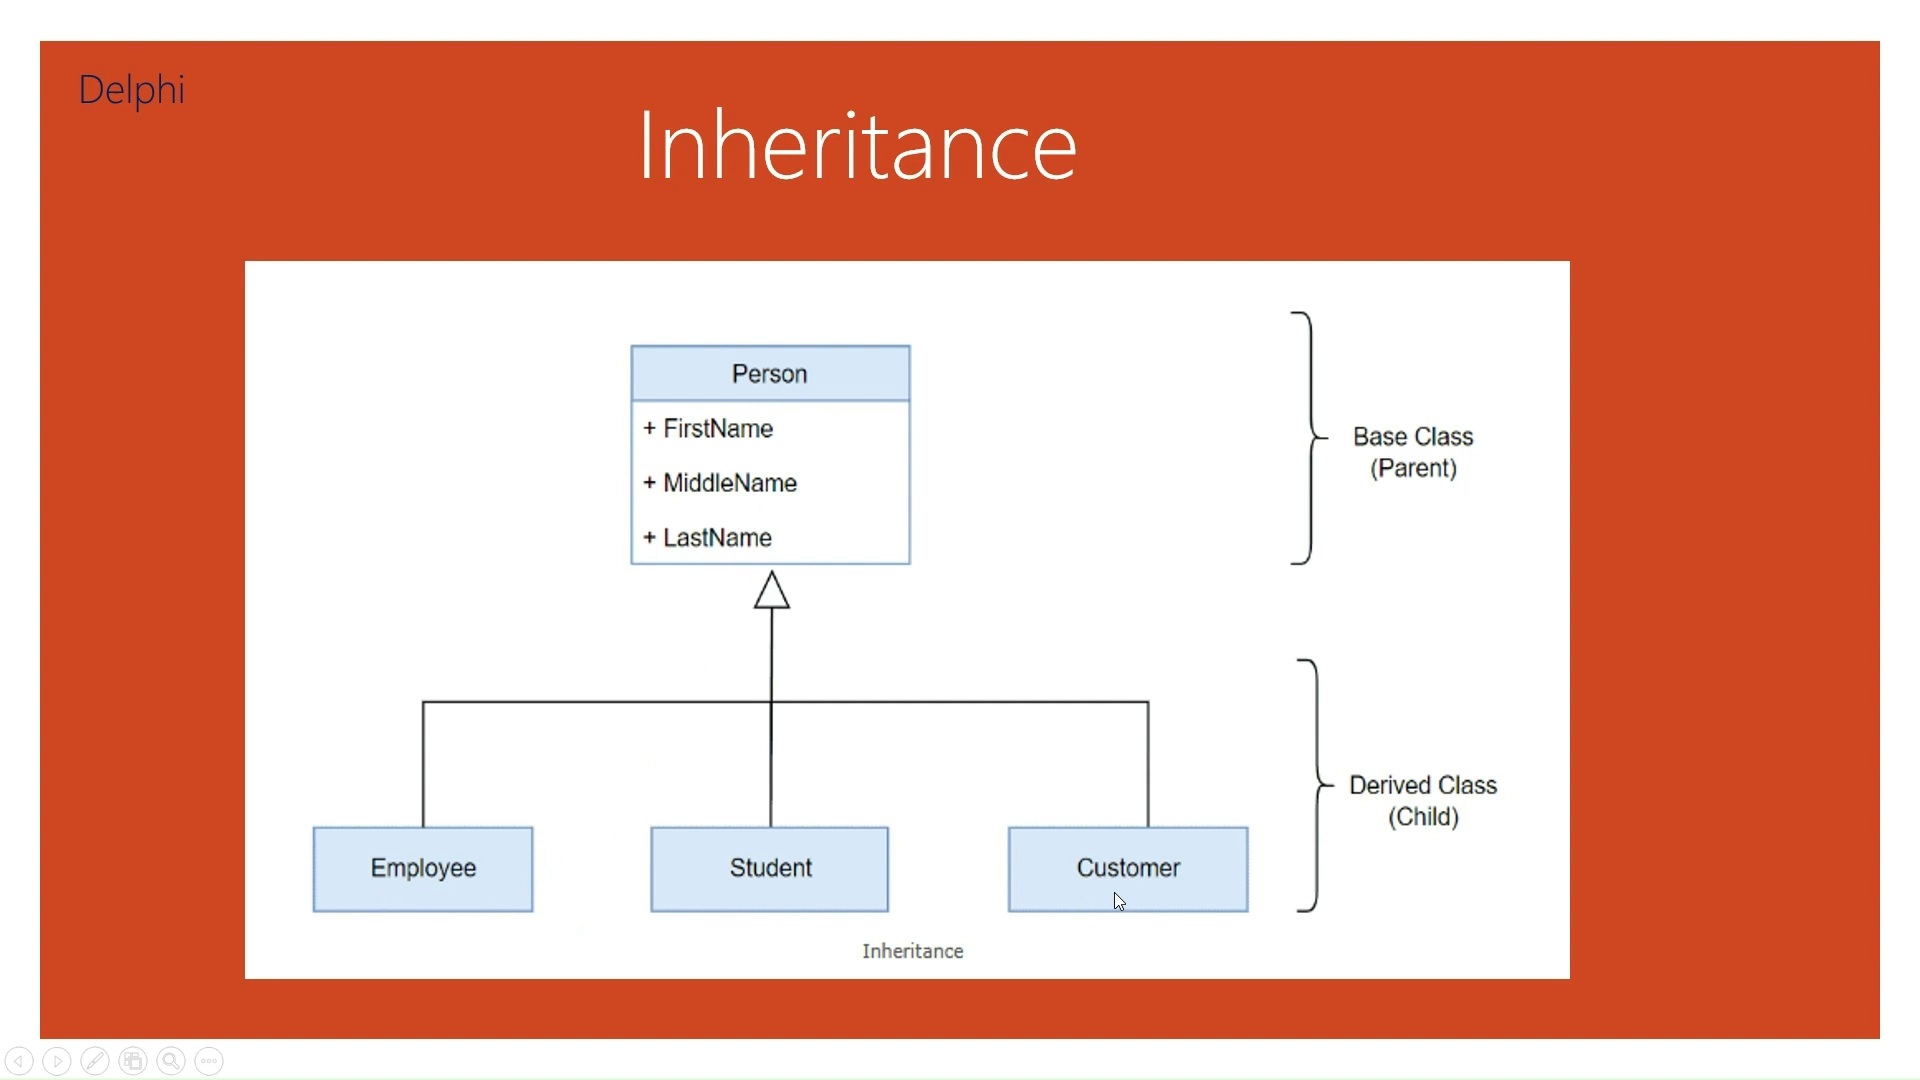 Delphi
Inheritance
Person
+ FirstName
+ MiddleName
+ LastName
Base Class
(Parent)
Derived Class
(Child)
Employee
Student
Customer
Inheritance